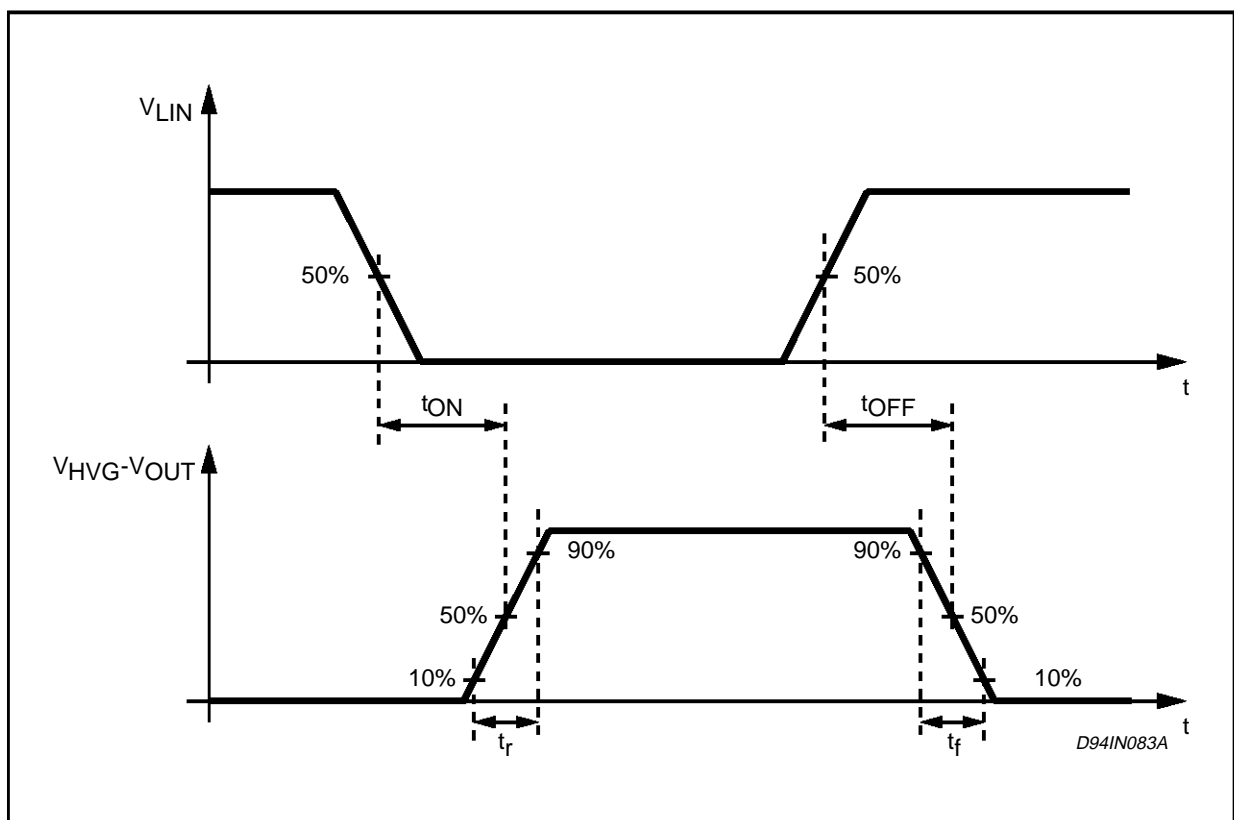 VLIN
50%
50%
t
tON
tOFF
VHVG-VOUT
90%
90%
50%
50%
10%
10%
tr
tf
t
D94IN083A